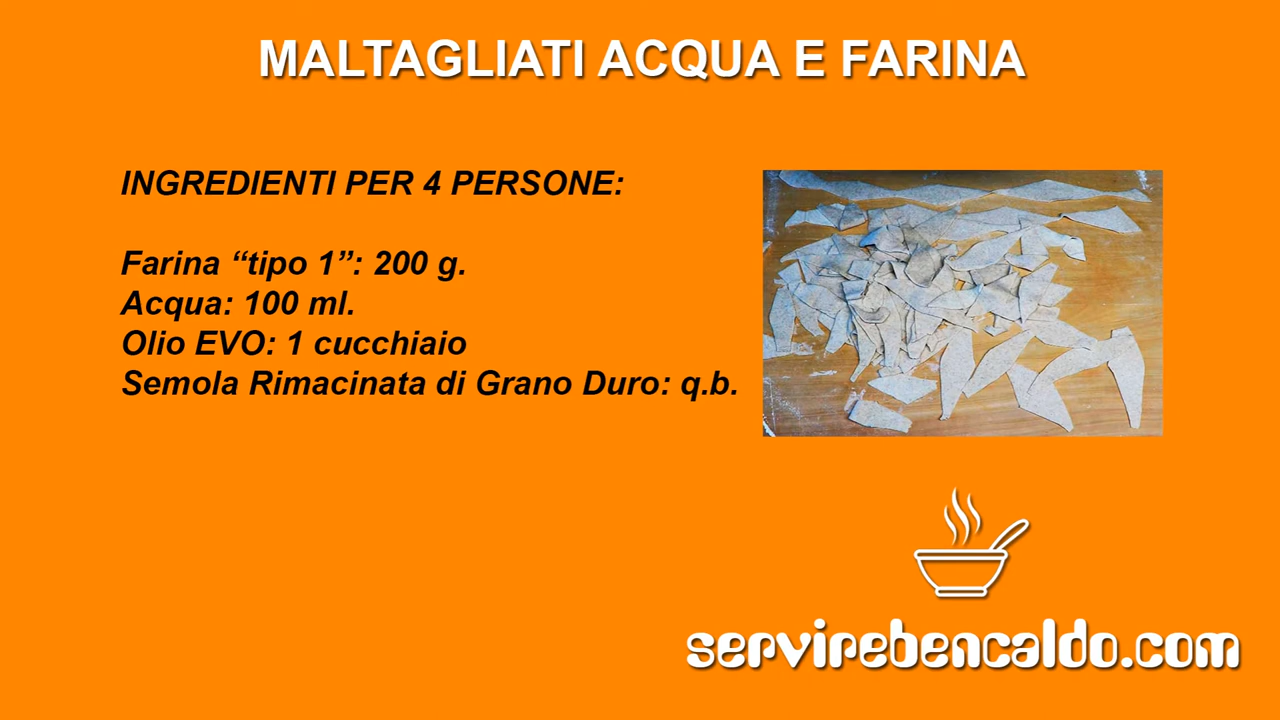 MALTAGLIATI ACQUA E FARINA
INGREDIENTI PER 4 PERSONE:
Farina “tipo 1”: 200 g.
Acqua: 100 ml.
Olio EVO: 1 cucchiaio
Semola Rimacinata di Grano Duro: q.b.
servirebencaldo.com